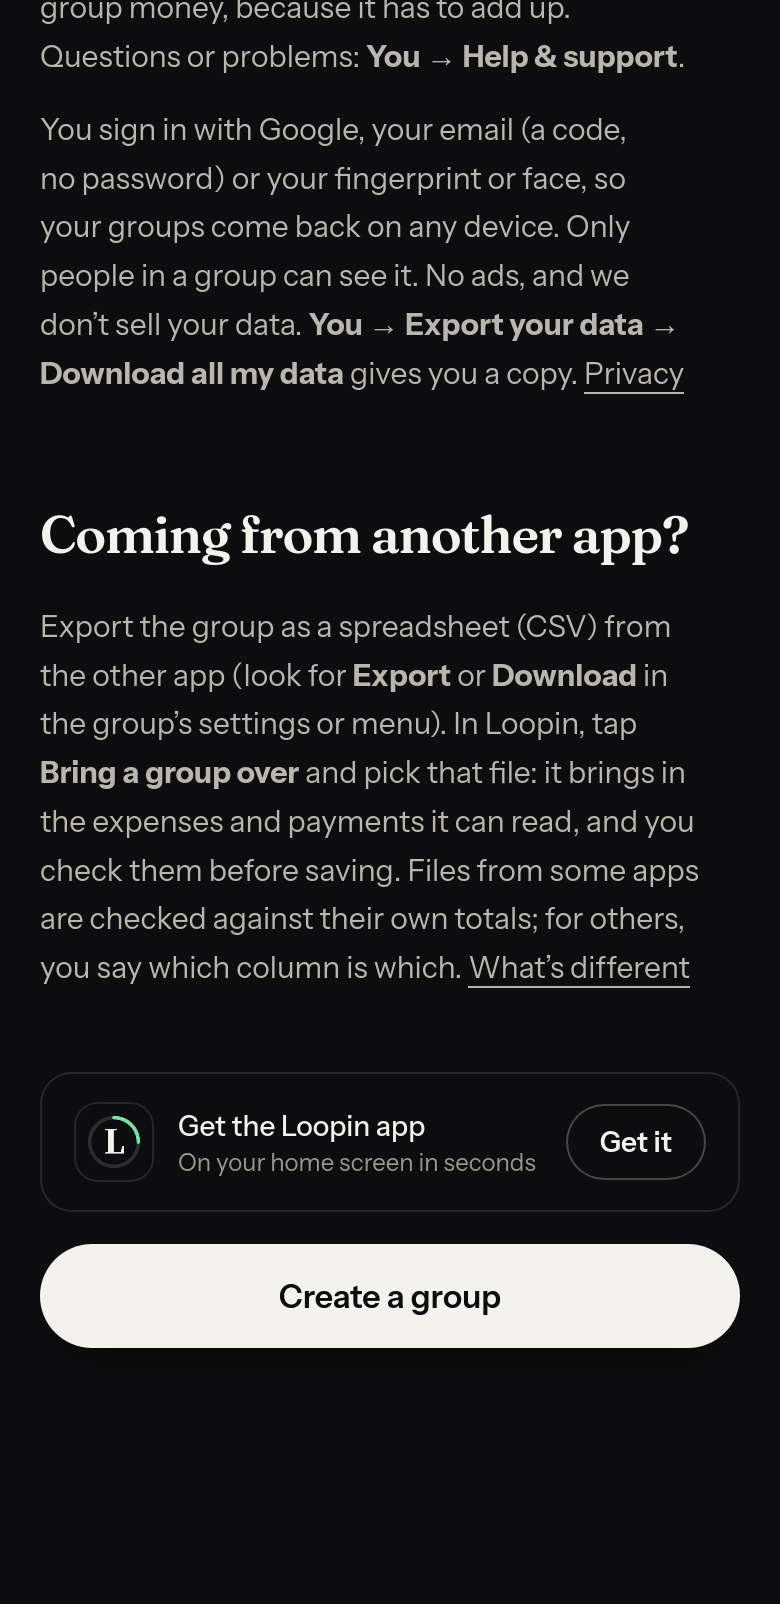 group money, because it has to add up.
Questions or problems: You → Help & support.
You sign in with Google, your email (a code,
no password) or your fingerprint or face, so
your groups come back on any device. Only
people in a group can see it. No ads, and we
don’t sell your data. You → Export your data →
Download all my data gives you a copy. Privacy
Coming from another app?
Export the group as a spreadsheet (CSV) from
the other app (look for Export or Download in
the group’s settings or menu). In Loopin, tap
Bring a group over and pick that file: it brings in
the expenses and payments it can read, and you
check them before saving. Files from some apps
are checked against their own totals; for others,
you say which column is which. What’s different
L
Get the Loopin app
On your home screen in seconds
Get it
Create a group